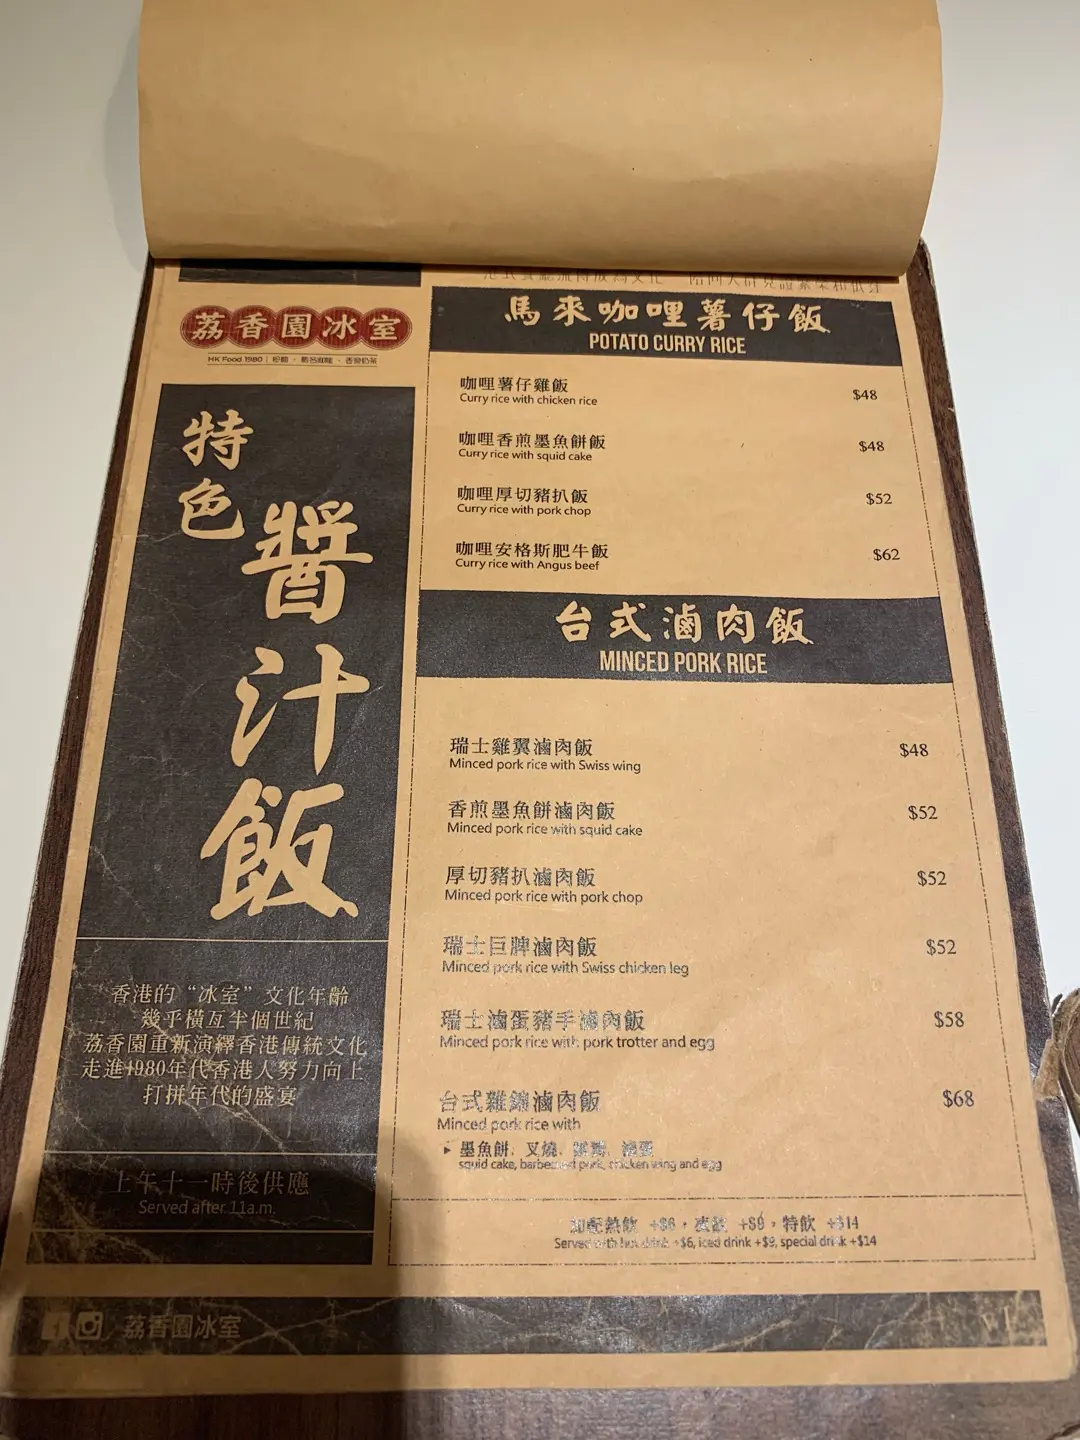 荔香園冰室
HK Food 1980
特色
醬汁飯
香港的“冰室”文化年齡
幾乎橫亙半個世紀
荔香園重新演繹香港傳統文化
走進1980年代香港人努力向上
打拼年代的盛宴
上午十一時後供應
Served after 11a.m.
馬來咖哩薯仔飯
POTATO CURRY RICE
咖哩薯仔雞飯 $48
Curry rice with chicken rice
咖哩香煎墨魚餅飯 $48
Curry rice with squid cake
咖哩厚切豬扒飯 $52
Curry rice with pork chop
咖哩安格斯肥牛飯 $62
Curry rice with Angus beef
台式滷肉飯
MINCED PORK RICE
瑞士雞翼滷肉飯 $48
Minced pork rice with Swiss wing
香煎墨魚餅滷肉飯 $52
Minced pork rice with squid cake
厚切豬扒滷肉飯 $52
Minced pork rice with pork chop
瑞士巨髀滷肉飯 $52
Minced pork rice with Swiss chicken leg
瑞士滷蛋豬手滷肉飯 $58
Minced pork rice with pork trotter and egg
台式雜錦滷肉飯 $68
Minced pork rice with
▸ 墨魚餅、叉燒、滷蛋
squid cake, barbecued pork, chicken wing and egg
配熱飲 +$6，凍飲 +$9，特飲 +$14
Served with hot drink +$6, iced drink +$9, special drink +$14
荔香園冰室